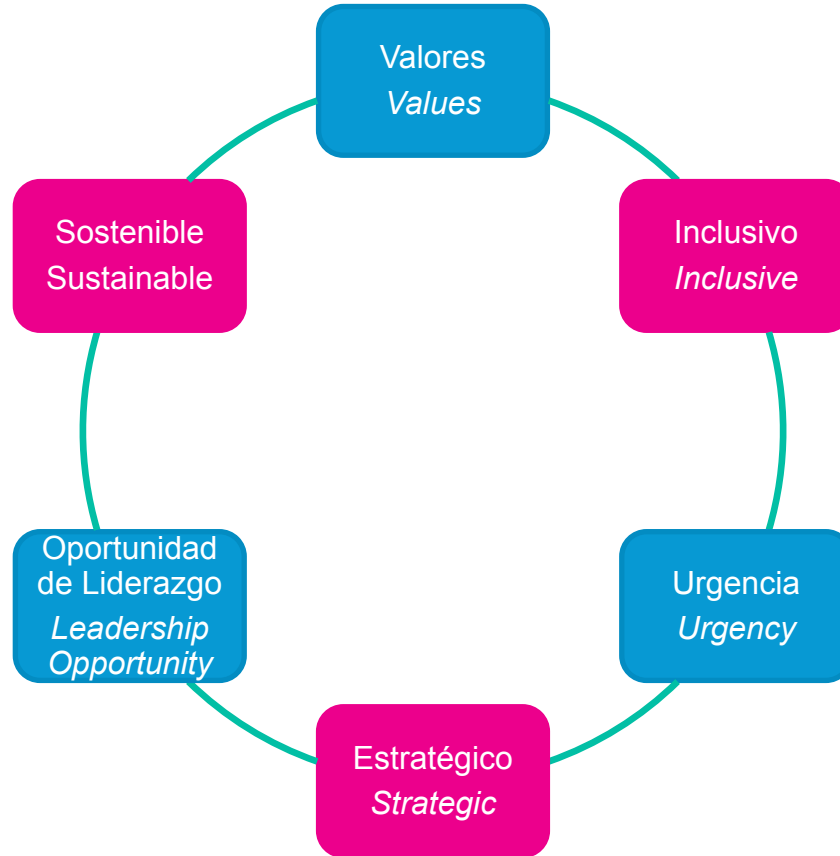 Valores
Values
Sostenible
Sustainable
Inclusivo
Inclusive
Oportunidad
de Liderazgo
Leadership
Opportunity
Urgencia
Urgency
Estratégico
Strategic